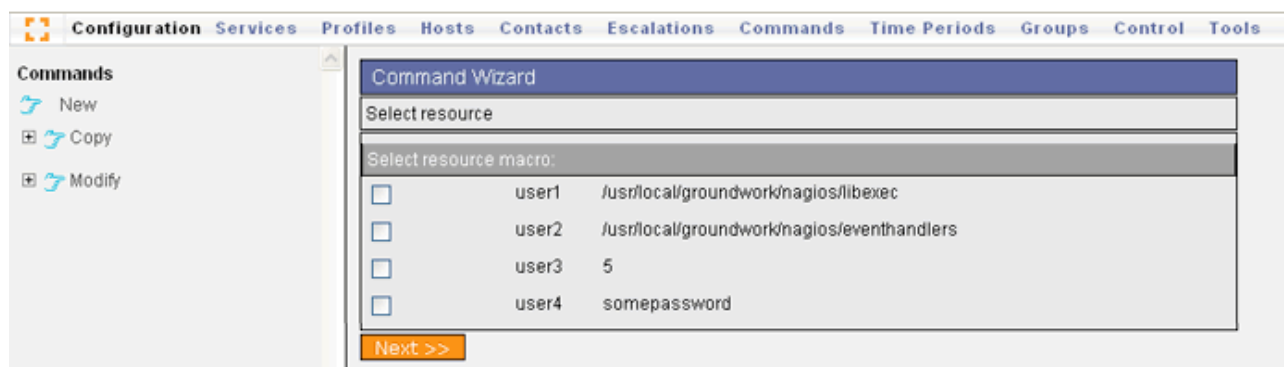 Configuration Services Profiles Hosts Contacts Escalations Commands Time Periods Groups Control Tools
Commands
New
Copy
Modify
Command Wizard
Select resource
Select resource macro:
user1 /usr/local/groundwork/nagios/libexec
user2 /usr/local/groundwork/nagios/eventhandlers
user3 5
user4 somepassword
Next >>